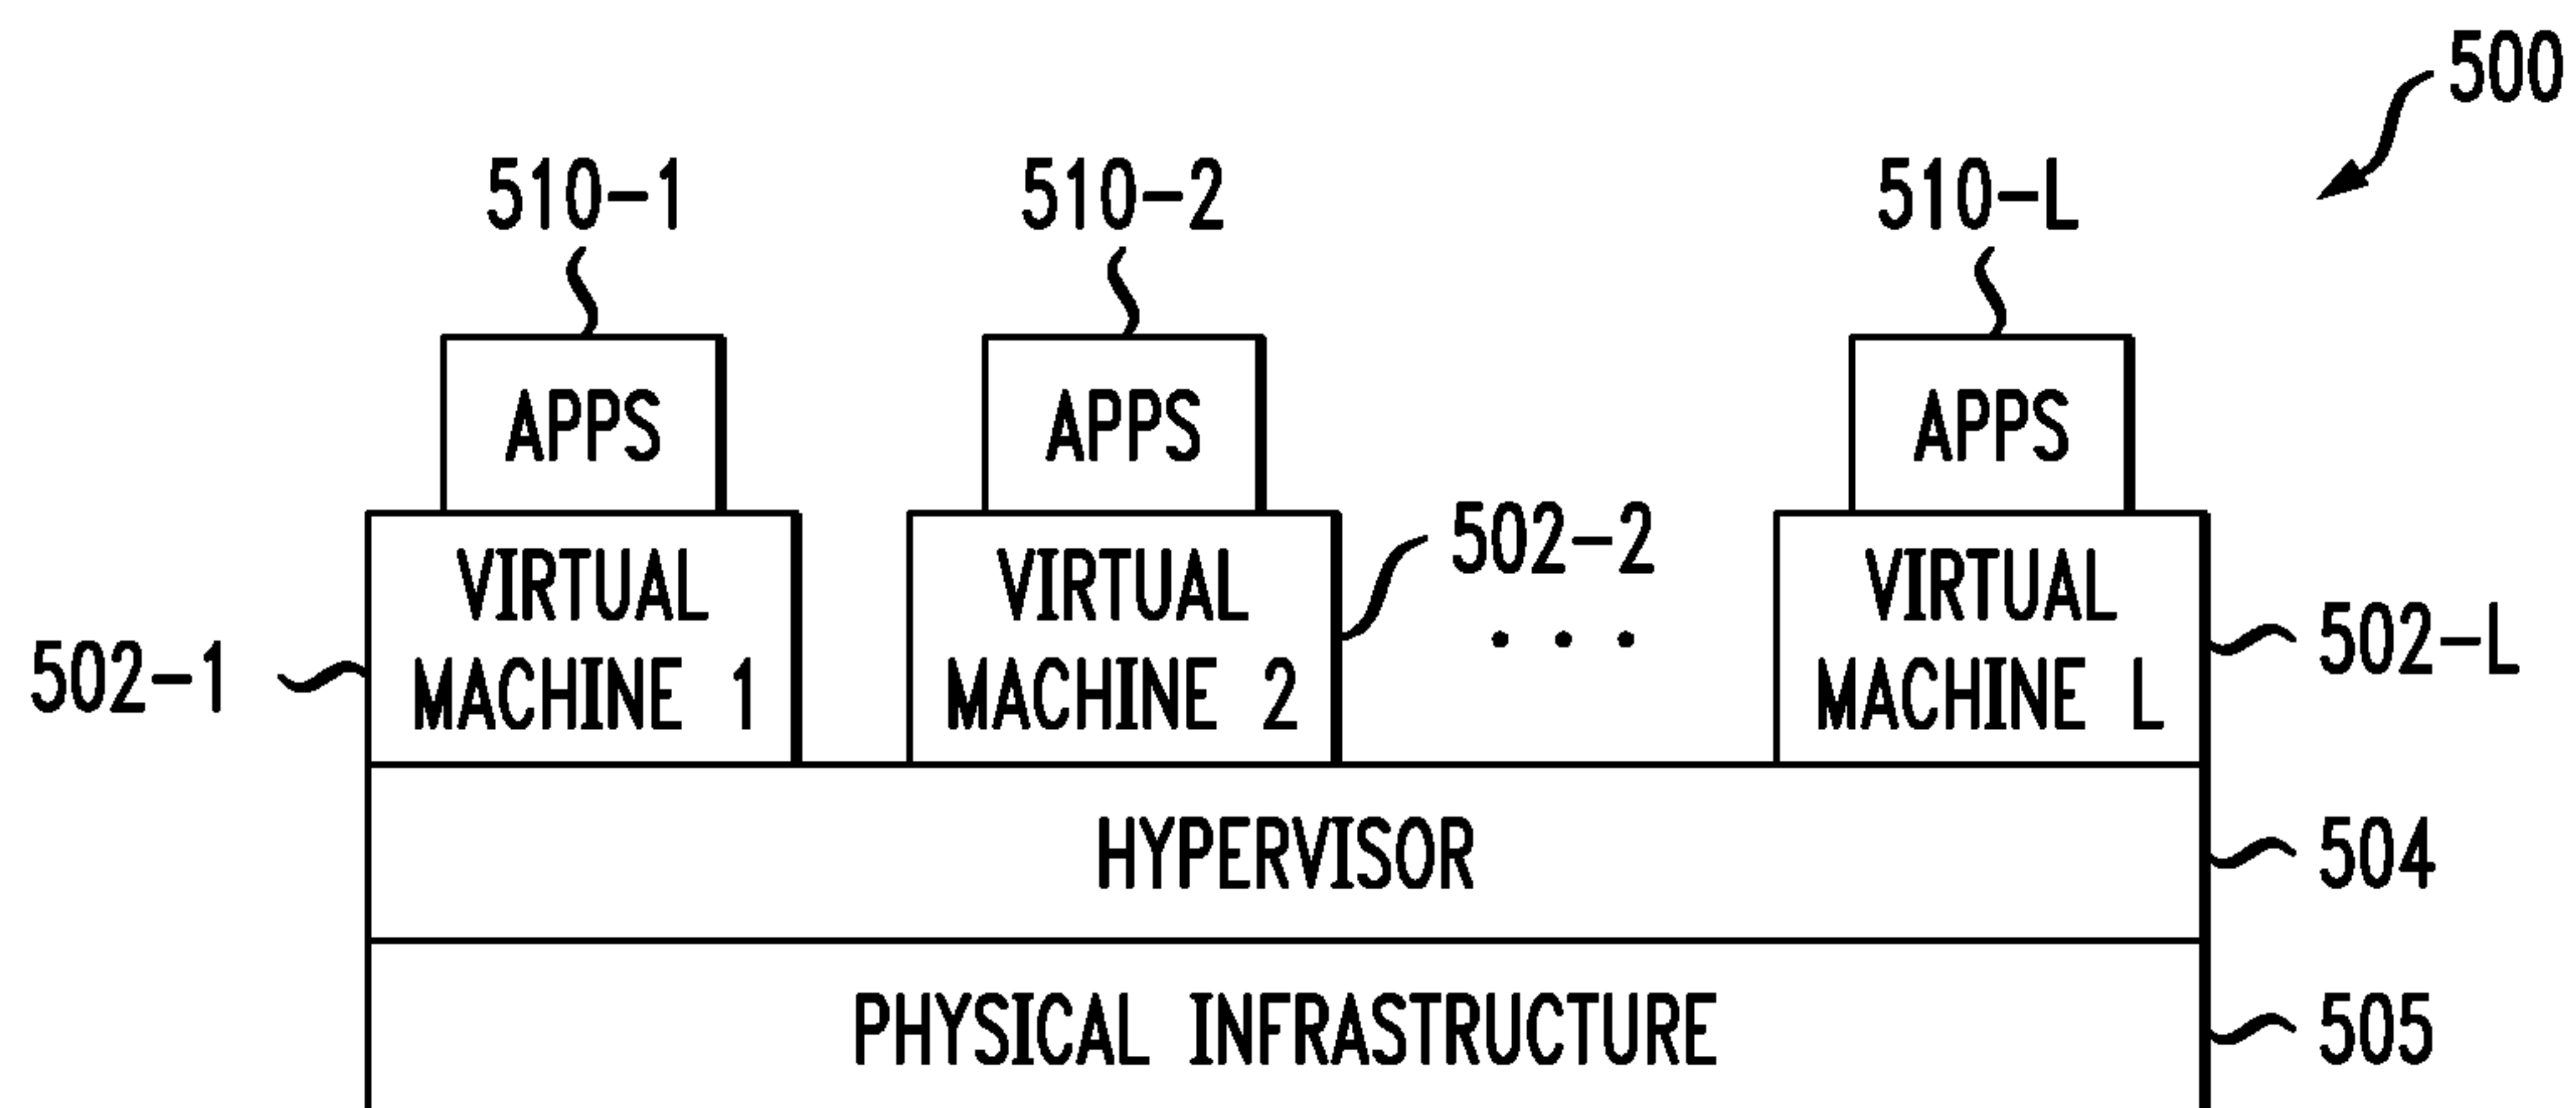 500
510-1
510-2
510-L
APPS
APPS
APPS
502-1
VIRTUAL
MACHINE 1
VIRTUAL
MACHINE 2
502-2
. . .
VIRTUAL
MACHINE L
502-L
HYPERVISOR
504
PHYSICAL INFRASTRUCTURE
505